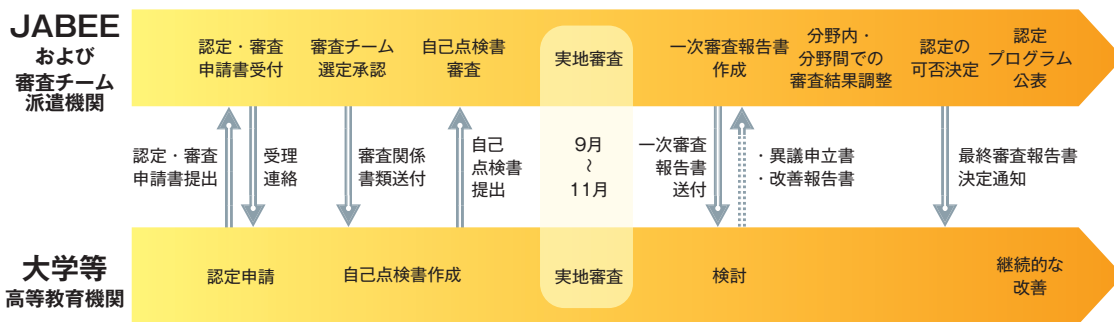 JABEE
および
審査チーム
派遣機関
認定・審査
申請書受付
審査チーム
選定承認
自己点検書
審査
実地審査
一次審査報告書
作成
分野内・
分野間での
審査結果調整
認定の
可否決定
認定
プログラム
公表
認定・審査
申請書提出
受理
連絡
審査関係
書類送付
自己
点検書
提出
9月
~
11月
一次審査
報告書
送付
・異議申立書
・改善報告書
最終審査報告書
決定通知
大学等
高等教育機関
認定申請
自己点検書作成
実地審査
検討
継続的な
改善